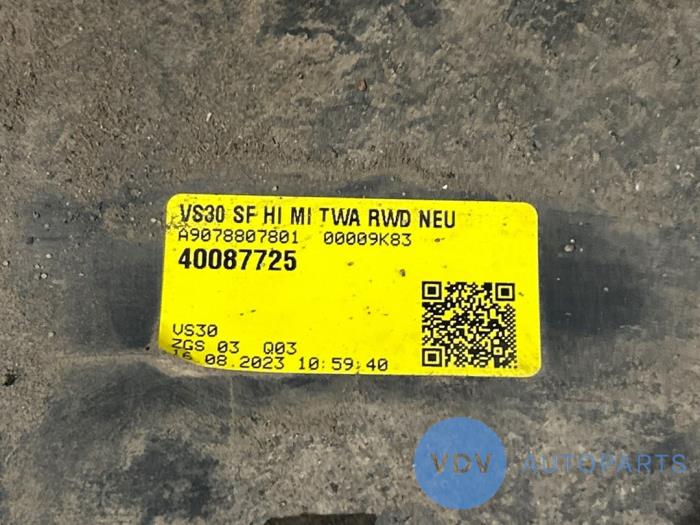 VS30 SF HI MI TWA RWD NEU
A9078807801 00009K83
40087725
VS30
ZGS 03 Q03
16.08.2023 10:59:40
VDV AUTOPARTS